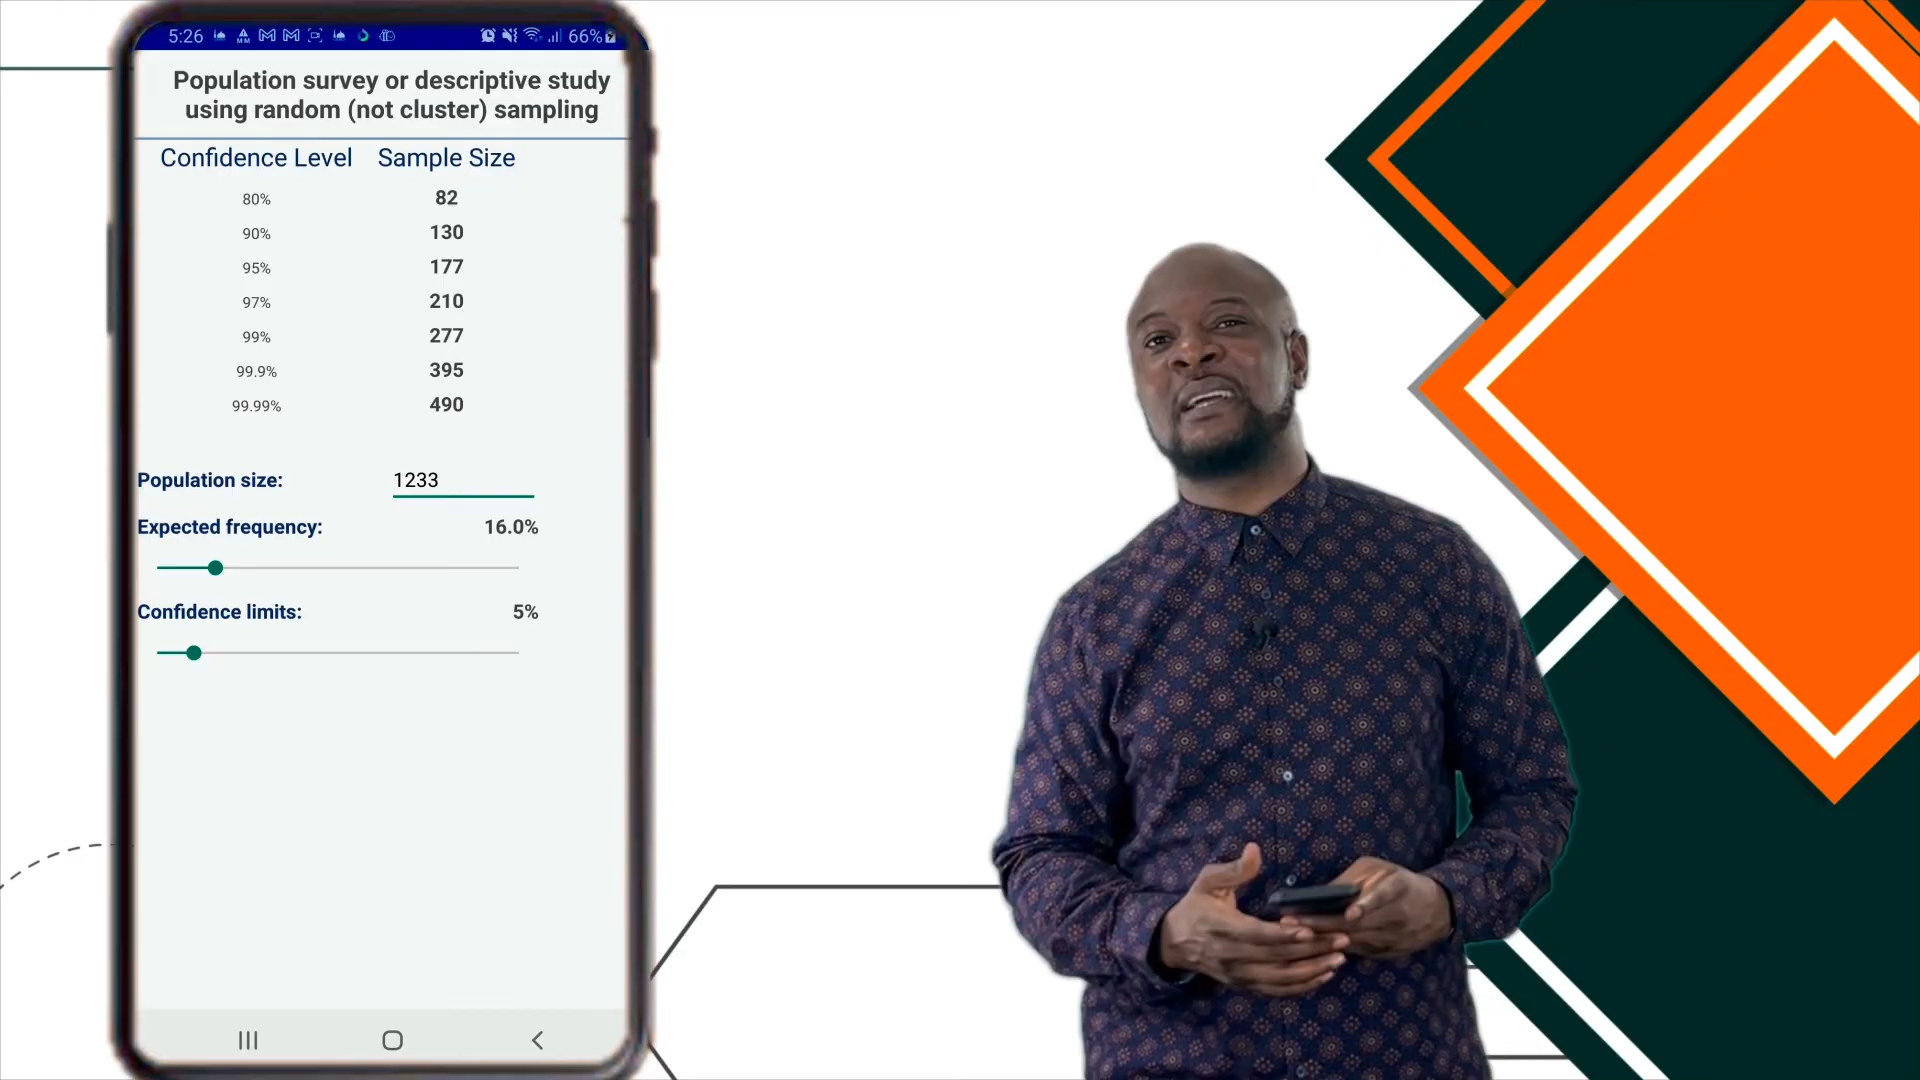 5:26 66%
Population survey or descriptive study
using random (not cluster) sampling
Confidence Level Sample Size
80% 82
90% 130
95% 177
97% 210
99% 277
99.9% 395
99.99% 490
Population size: 1233
Expected frequency: 16.0%
Confidence limits: 5%